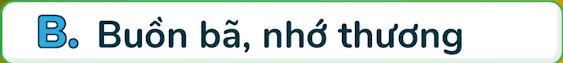 B. Buồn bã, nhớ thương